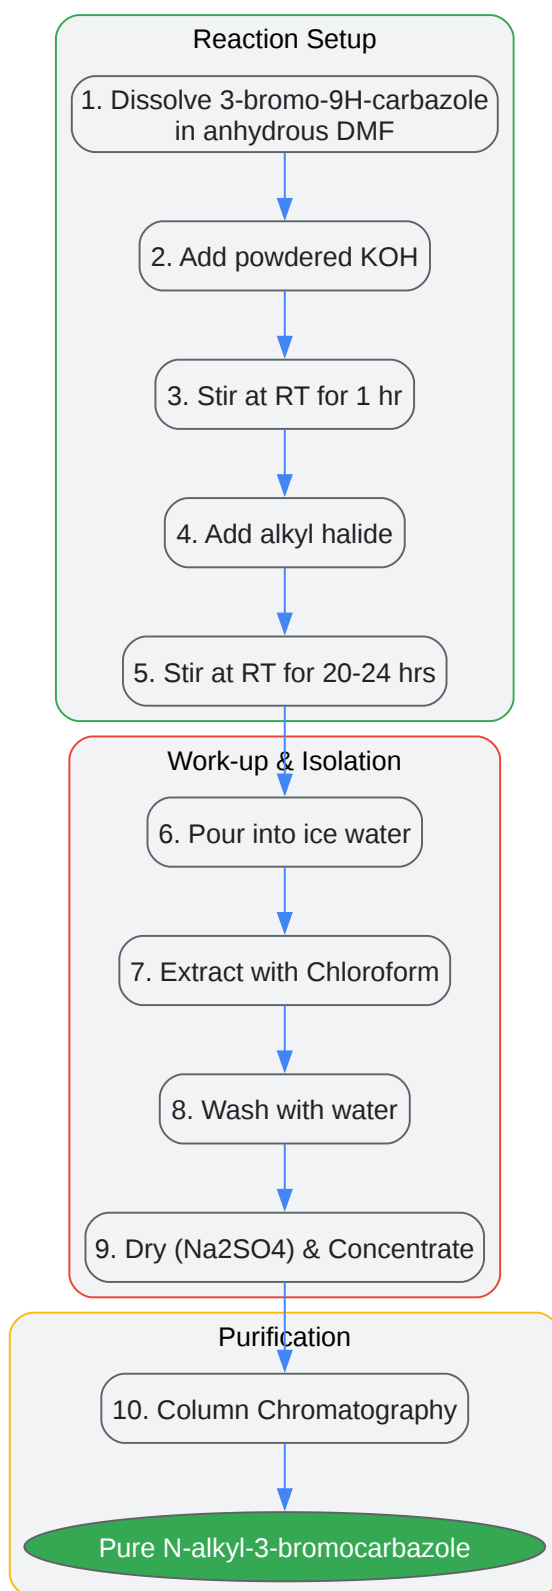 Reaction Setup
1. Dissolve 3-bromo-9H-carbazole
in anhydrous DMF
2. Add powdered KOH
3. Stir at RT for 1 hr
4. Add alkyl halide
5. Stir at RT for 20-24 hrs
Work-up & Isolation
6. Pour into ice water
7. Extract with Chloroform
8. Wash with water
9. Dry (Na2SO4) & Concentrate
Purification
10. Column Chromatography
Pure N-alkyl-3-bromocarbazole